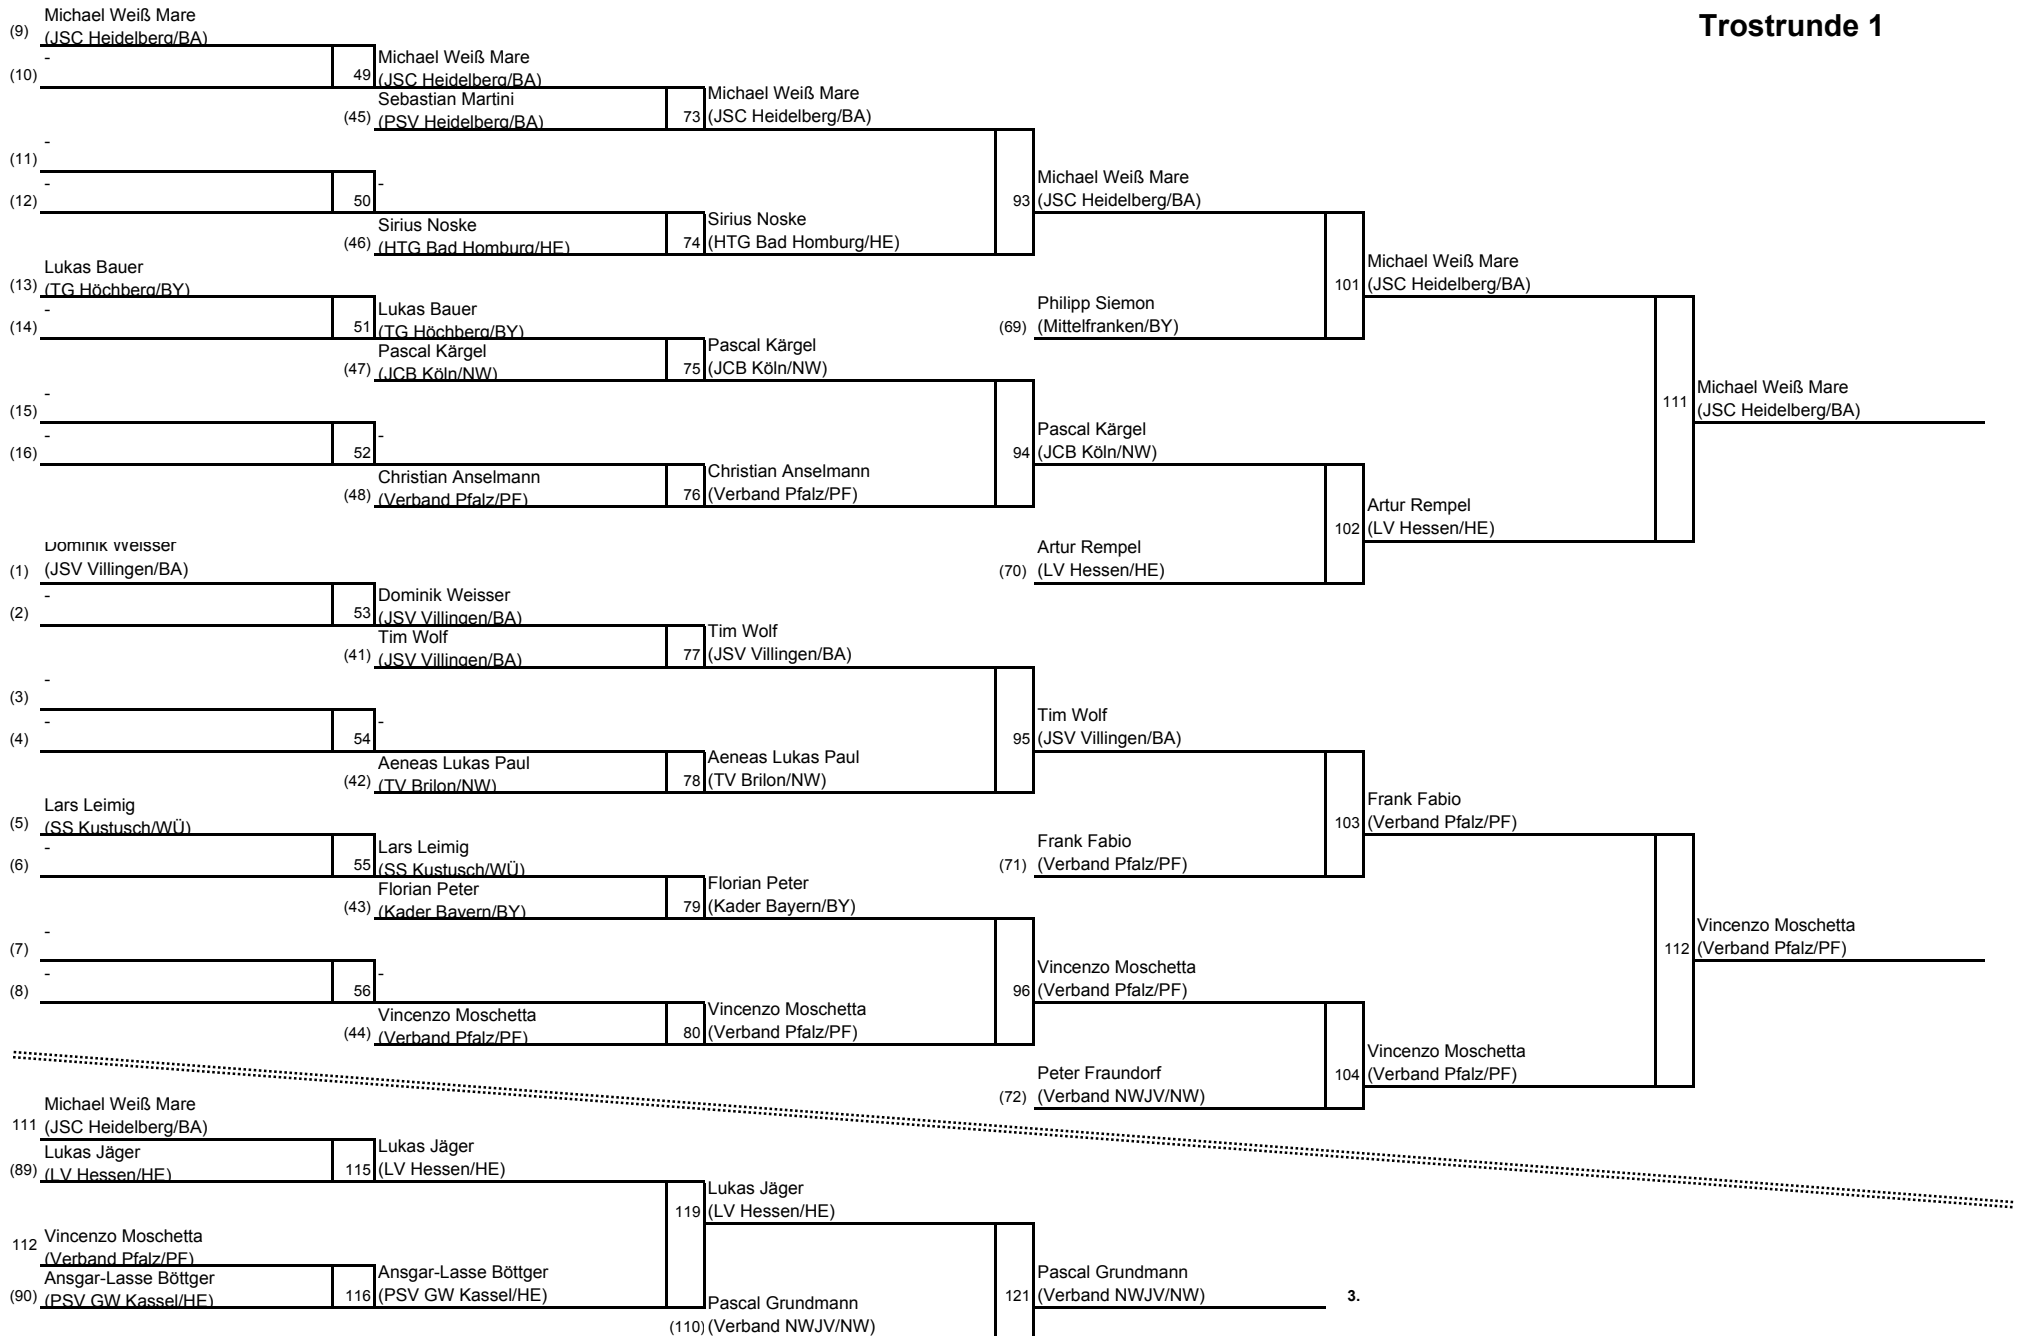 Trostrunde 1
Michael Weiß Mare
(9) (JSC Heidelberg/BA)
-
(10)
49
Michael Weiß Mare
(JSC Heidelberg/BA)
Sebastian Martini
(45) (PSV Heidelberg/BA)
73
Michael Weiß Mare
(JSC Heidelberg/BA)
-
(11)
-
(12)
50
-
Sirius Noske
(46) (HTG Bad Homburg/HE)
74
Sirius Noske
(HTG Bad Homburg/HE)
93
Michael Weiß Mare
(JSC Heidelberg/BA)
Lukas Bauer
(13) (TG Höchberg/BY)
-
(14)
51
Lukas Bauer
(TG Höchberg/BY)
Pascal Kärgel
(47) (JCB Köln/NW)
75
Pascal Kärgel
(JCB Köln/NW)
Philipp Siemon
(69) (Mittelfranken/BY)
101
Michael Weiß Mare
(JSC Heidelberg/BA)
-
(15)
-
(16)
52
-
Christian Anselmann
(48) (Verband Pfalz/PF)
76
Christian Anselmann
(Verband Pfalz/PF)
94
Pascal Kärgel
(JCB Köln/NW)
111
Michael Weiß Mare
(JSC Heidelberg/BA)
Artur Rempel
(70) (LV Hessen/HE)
102
Artur Rempel
(LV Hessen/HE)
Dominik Weisser
(1) (JSV Villingen/BA)
-
(2)
53
Dominik Weisser
(JSV Villingen/BA)
Tim Wolf
(41) (JSV Villingen/BA)
77
Tim Wolf
(JSV Villingen/BA)
-
(3)
-
(4)
54
-
Aeneas Lukas Paul
(42) (TV Brilon/NW)
78
Aeneas Lukas Paul
(TV Brilon/NW)
95
Tim Wolf
(JSV Villingen/BA)
Lars Leimig
(5) (SS Kustusch/WÜ)
-
(6)
55
Lars Leimig
(SS Kustusch/WÜ)
Florian Peter
(43) (Kader Bayern/BY)
79
Florian Peter
(Kader Bayern/BY)
Frank Fabio
(71) (Verband Pfalz/PF)
103
Frank Fabio
(Verband Pfalz/PF)
-
(7)
-
(8)
56
-
Vincenzo Moschetta
(44) (Verband Pfalz/PF)
80
Vincenzo Moschetta
(Verband Pfalz/PF)
96
Vincenzo Moschetta
(Verband Pfalz/PF)
112
Vincenzo Moschetta
(Verband Pfalz/PF)
Peter Fraundorf
(72) (Verband NWJV/NW)
104
Vincenzo Moschetta
(Verband Pfalz/PF)
Michael Weiß Mare
111 (JSC Heidelberg/BA)
Lukas Jäger
(89) (LV Hessen/HE)
115
Lukas Jäger
(LV Hessen/HE)
119
Lukas Jäger
(LV Hessen/HE)
Vincenzo Moschetta
112 (Verband Pfalz/PF)
Ansgar-Lasse Böttger
(90) (PSV GW Kassel/HE)
116
Ansgar-Lasse Böttger
(PSV GW Kassel/HE)
Pascal Grundmann
(110) (Verband NWJV/NW)
121
Pascal Grundmann
(Verband NWJV/NW)
3.